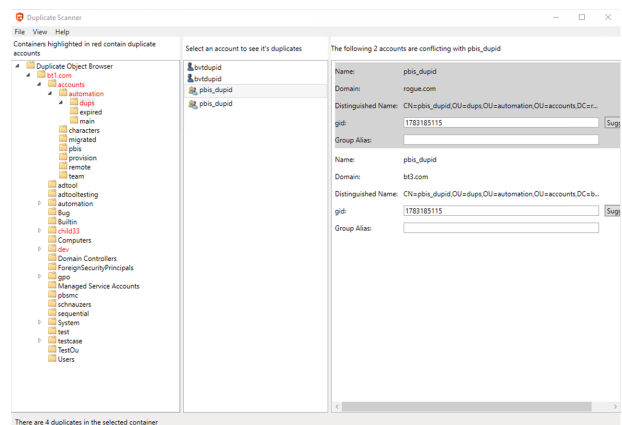 Duplicate Scanner
File View Help
Containers highlighted in red contain duplicate
accounts
Duplicate Object Browser
bt1.com
accounts
automation
dups
expired
main
characters
migrated
pbis
provision
remote
team
adtool
adtooltesting
automation
Bug
Builtin
child33
Computers
dev
Domain Controllers
ForeignSecurityPrincipals
gpo
Managed Service Accounts
pbsmc
schnauzers
sequential
System
test
testcase
TestOu
Users
Select an account to see it's duplicates
bvtdupid
bvtdupid
pbis_dupid
pbis_dupid
The following 2 accounts are conflicting with pbis_dupid
Name: pbis_dupid
Domain: rogue.com
Distinguished Name: CN=pbis_dupid,OU=dups,OU=automation,OU=accounts,DC=r...
gid: 1783185115 Sugg
Group Alias:
Name: pbis_dupid
Domain: bt3.com
Distinguished Name: CN=pbis_dupid,OU=dups,OU=automation,OU=accounts,DC=b...
gid: 1783185115 Sugg
Group Alias:
There are 4 duplicates in the selected container